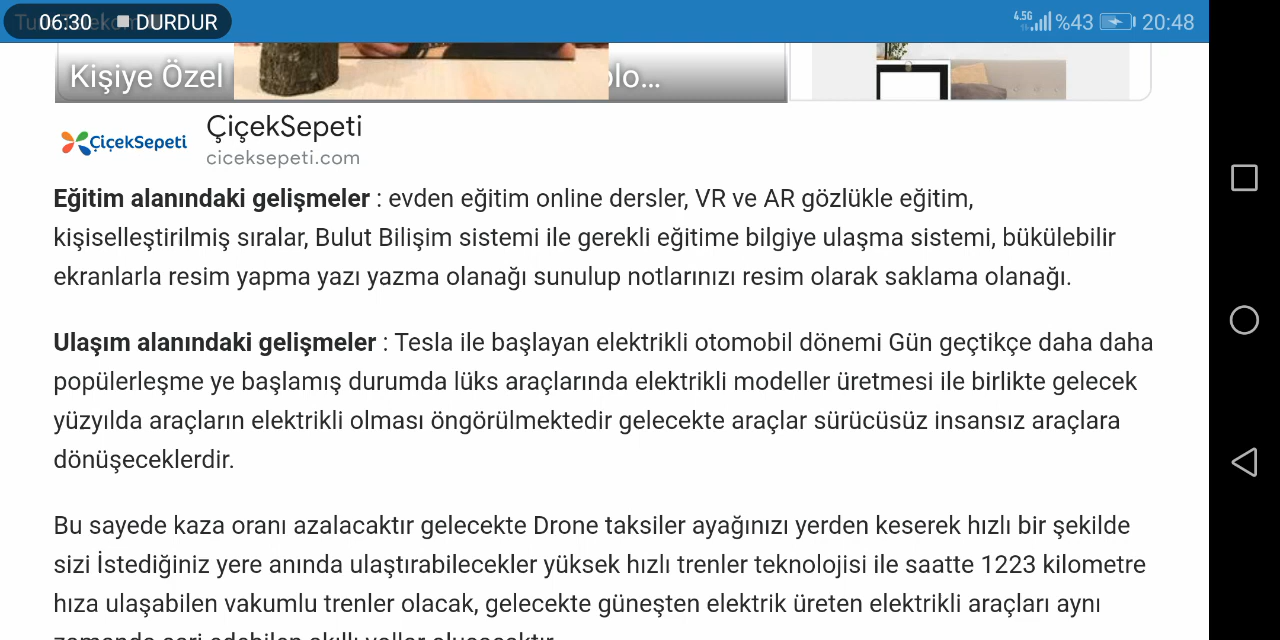 06:30 DURDUR
4.5G %43 20:48
Kişiye Özel
olo...
ÇiçekSepeti
ÇiçekSepeti
ciceksepeti.com
Eğitim alanındaki gelişmeler : evden eğitim online dersler, VR ve AR gözlükle eğitim,
kişiselleştirilmiş sıralar, Bulut Bilişim sistemi ile gerekli eğitime bilgiye ulaşma sistemi, bükülebilir
ekranlarla resim yapma yazı yazma olanağı sunulup notlarınızı resim olarak saklama olanağı.
Ulaşım alanındaki gelişmeler : Tesla ile başlayan elektrikli otomobil dönemi Gün geçtikçe daha daha
popülerleşme ye başlamış durumda lüks araçlarında elektrikli modeller üretmesi ile birlikte gelecek
yüzyılda araçların elektrikli olması öngörülmektedir gelecekte araçlar sürücüsüz insansız araçlara
dönüşeceklerdir.
Bu sayede kaza oranı azalacaktır gelecekte Drone taksiler ayağınızı yerden keserek hızlı bir şekilde
sizi İstediğiniz yere anında ulaştırabilecekler yüksek hızlı trenler teknolojisi ile saatte 1223 kilometre
hıza ulaşabilen vakumlu trenler olacak, gelecekte güneşten elektrik üreten elektrikli araçları aynı